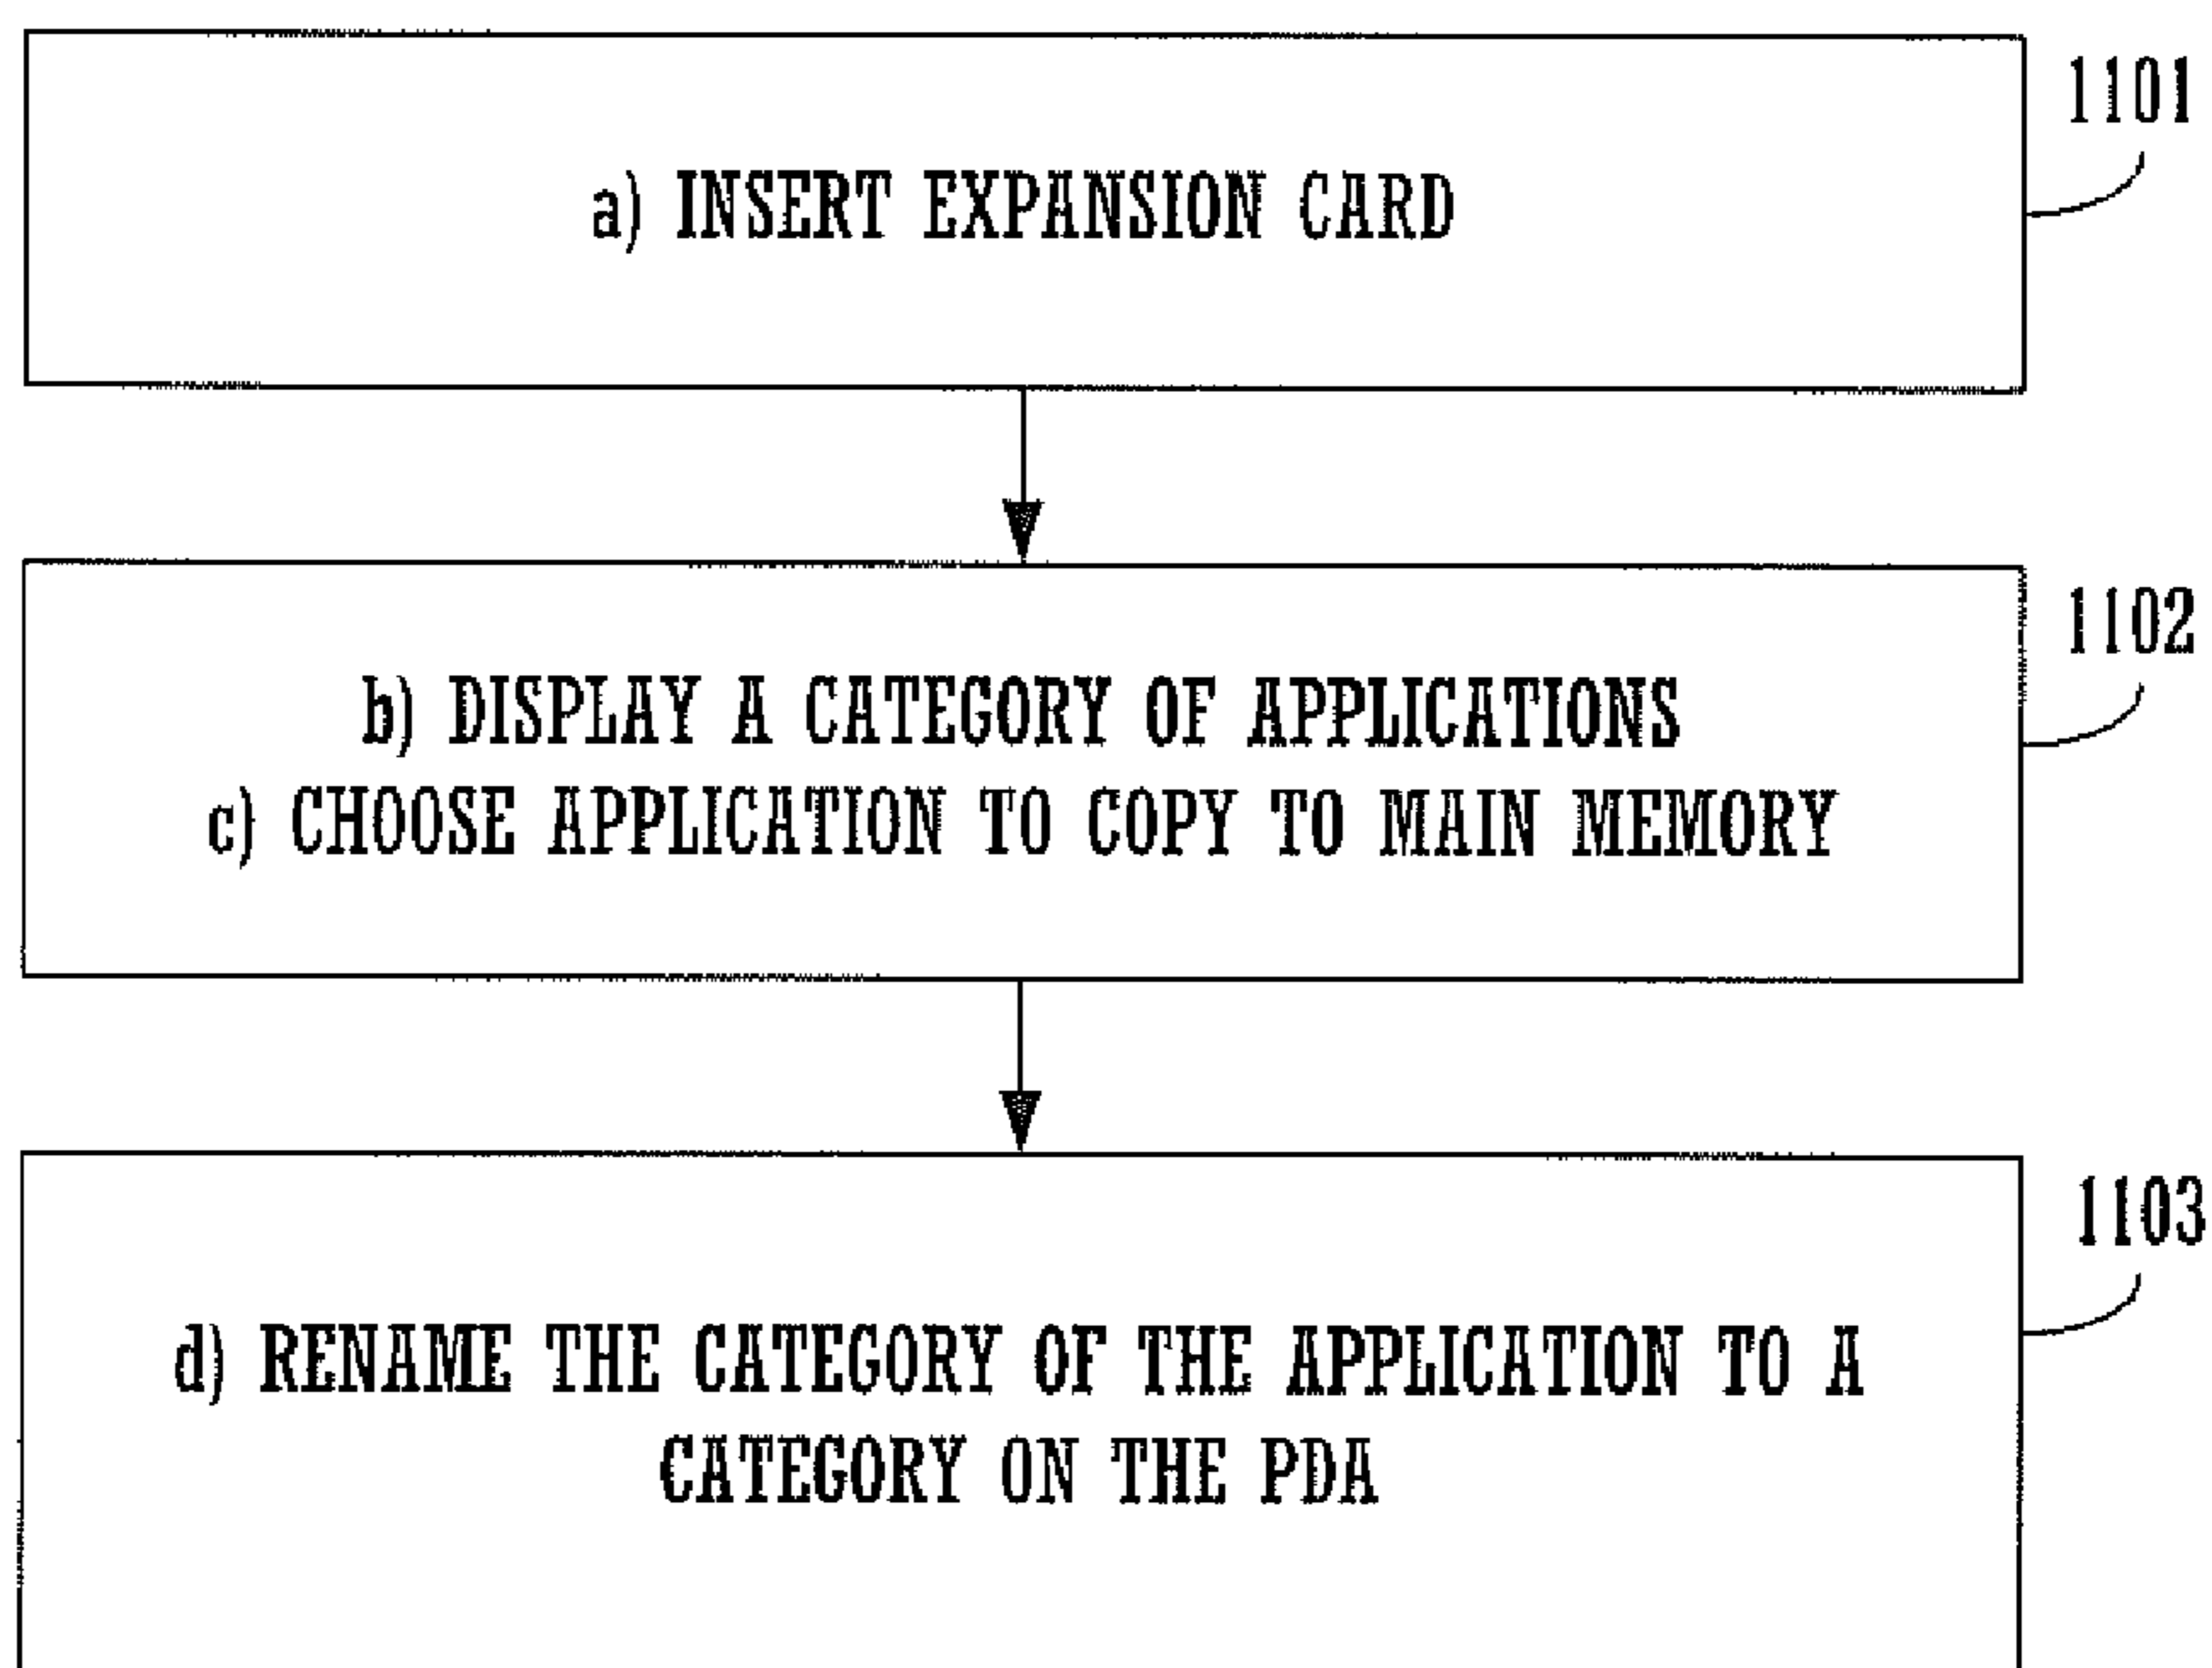 1101
a) INSERT EXPANSION CARD
1102
b) DISPLAY A CATEGORY OF APPLICATIONS
c) CHOOSE APPLICATION TO COPY TO MAIN MEMORY
1103
d) RENAME THE CATEGORY OF THE APPLICATION TO A
CATEGORY ON THE PDA